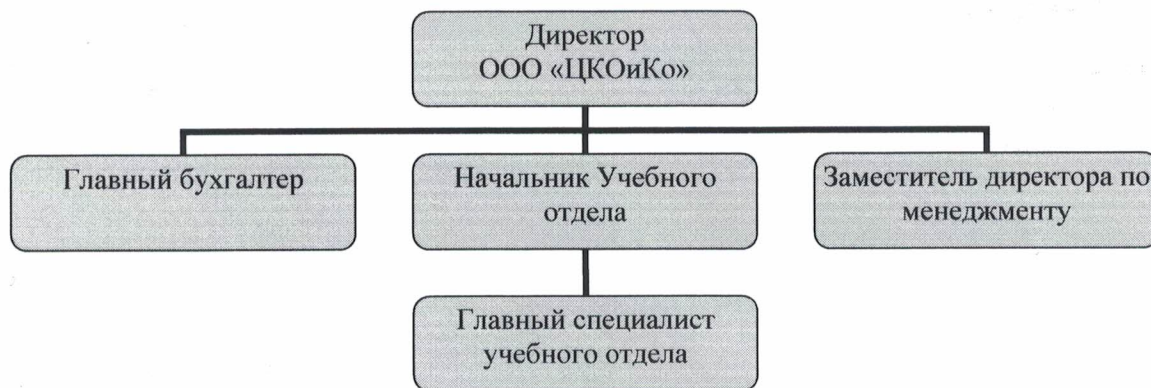 Директор
ООО «ЦКОиКо»
Главный бухгалтер
Начальник Учебного
отдела
Заместитель директора по
менеджменту
Главный специалист
учебного отдела